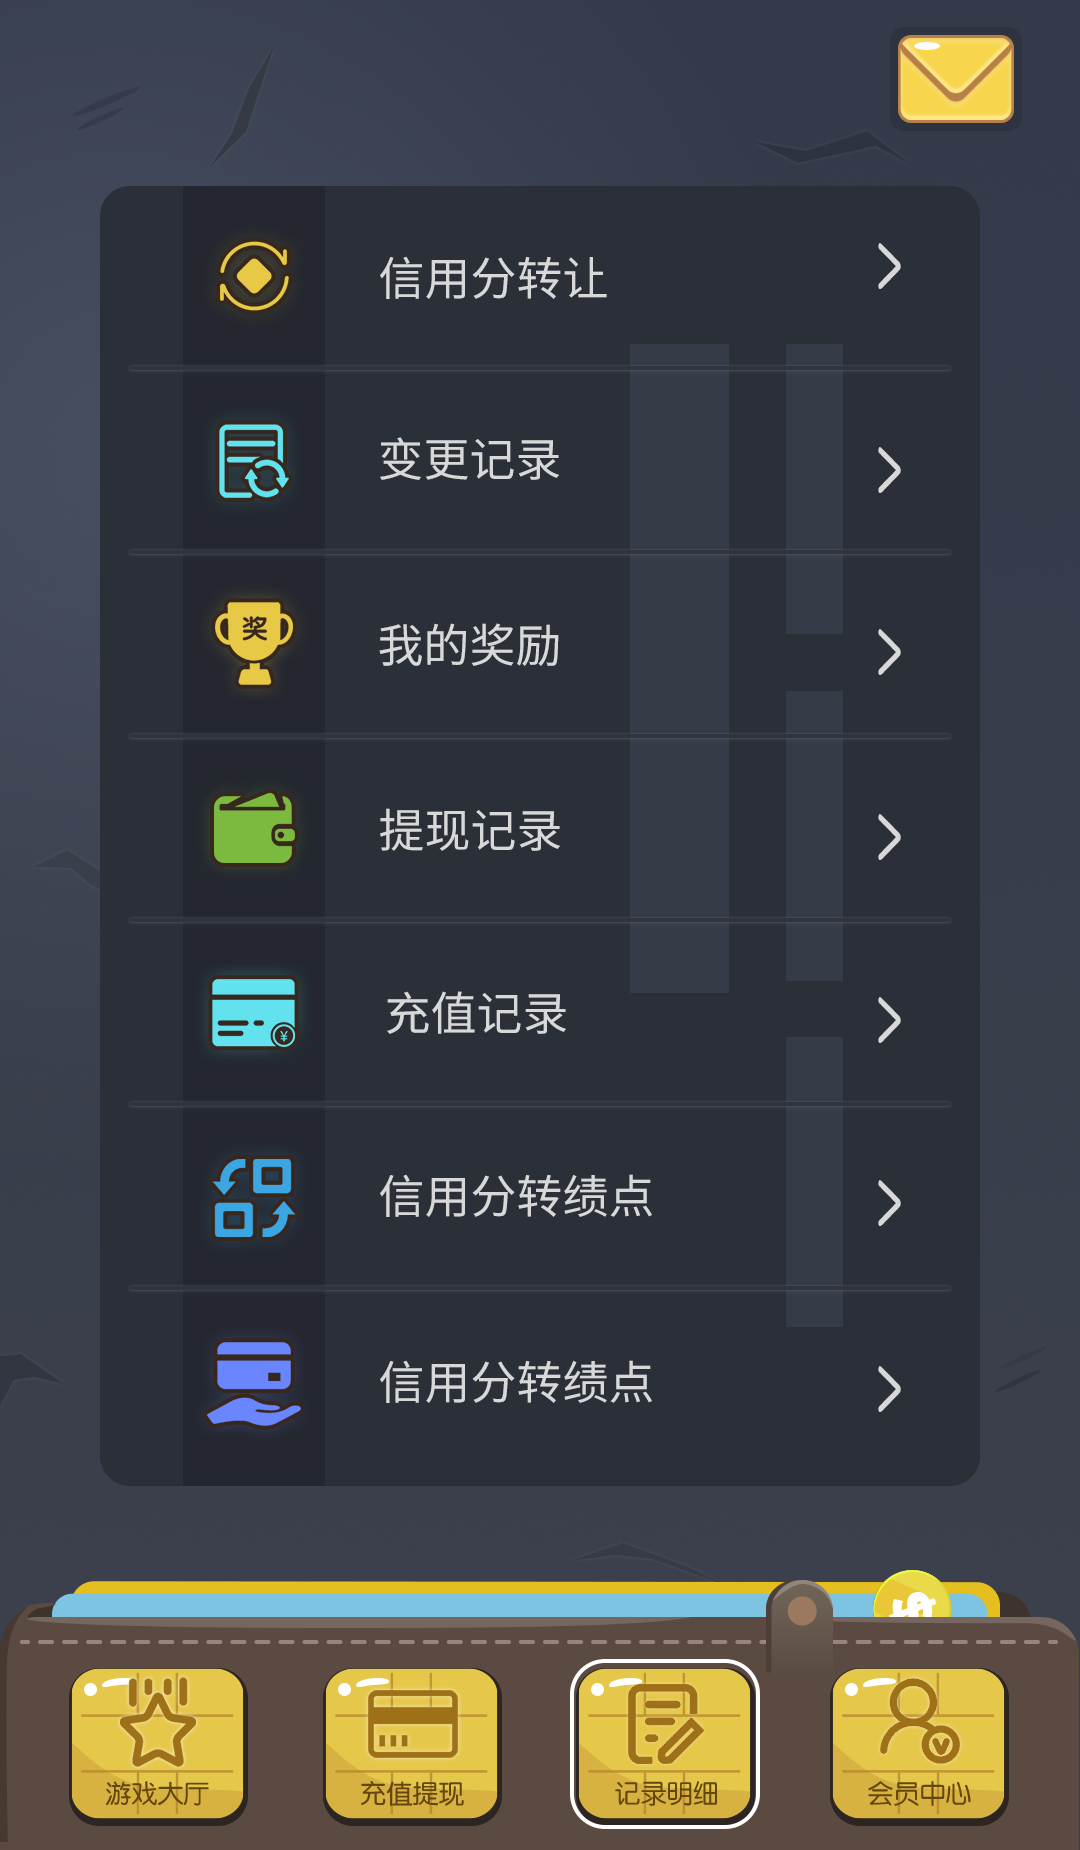 信用分转让
变更记录
奖
我的奖励
提现记录
充值记录
¥
信用分转绩点
信用分转绩点
游戏大厅
充值提现
记录明细
会员中心